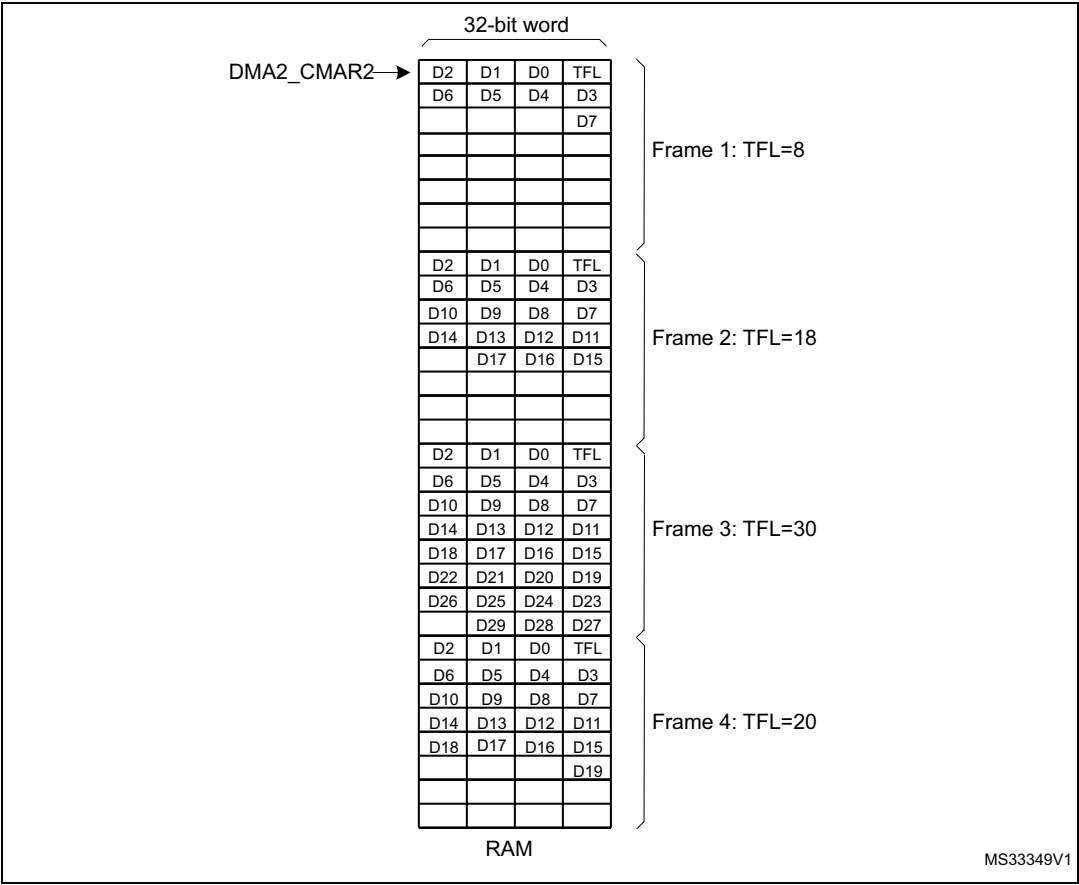 32-bit word
DMA2_CMAR2
D2 D1 D0 TFL
D6 D5 D4 D3
D7
Frame 1: TFL=8
D2 D1 D0 TFL
D6 D5 D4 D3
D10 D9 D8 D7
D14 D13 D12 D11
D17 D16 D15
Frame 2: TFL=18
D2 D1 D0 TFL
D6 D5 D4 D3
D10 D9 D8 D7
D14 D13 D12 D11
D18 D17 D16 D15
D22 D21 D20 D19
D26 D25 D24 D23
D29 D28 D27
Frame 3: TFL=30
D2 D1 D0 TFL
D6 D5 D4 D3
D10 D9 D8 D7
D14 D13 D12 D11
D18 D17 D16 D15
D19
Frame 4: TFL=20
RAM
MS33349V1